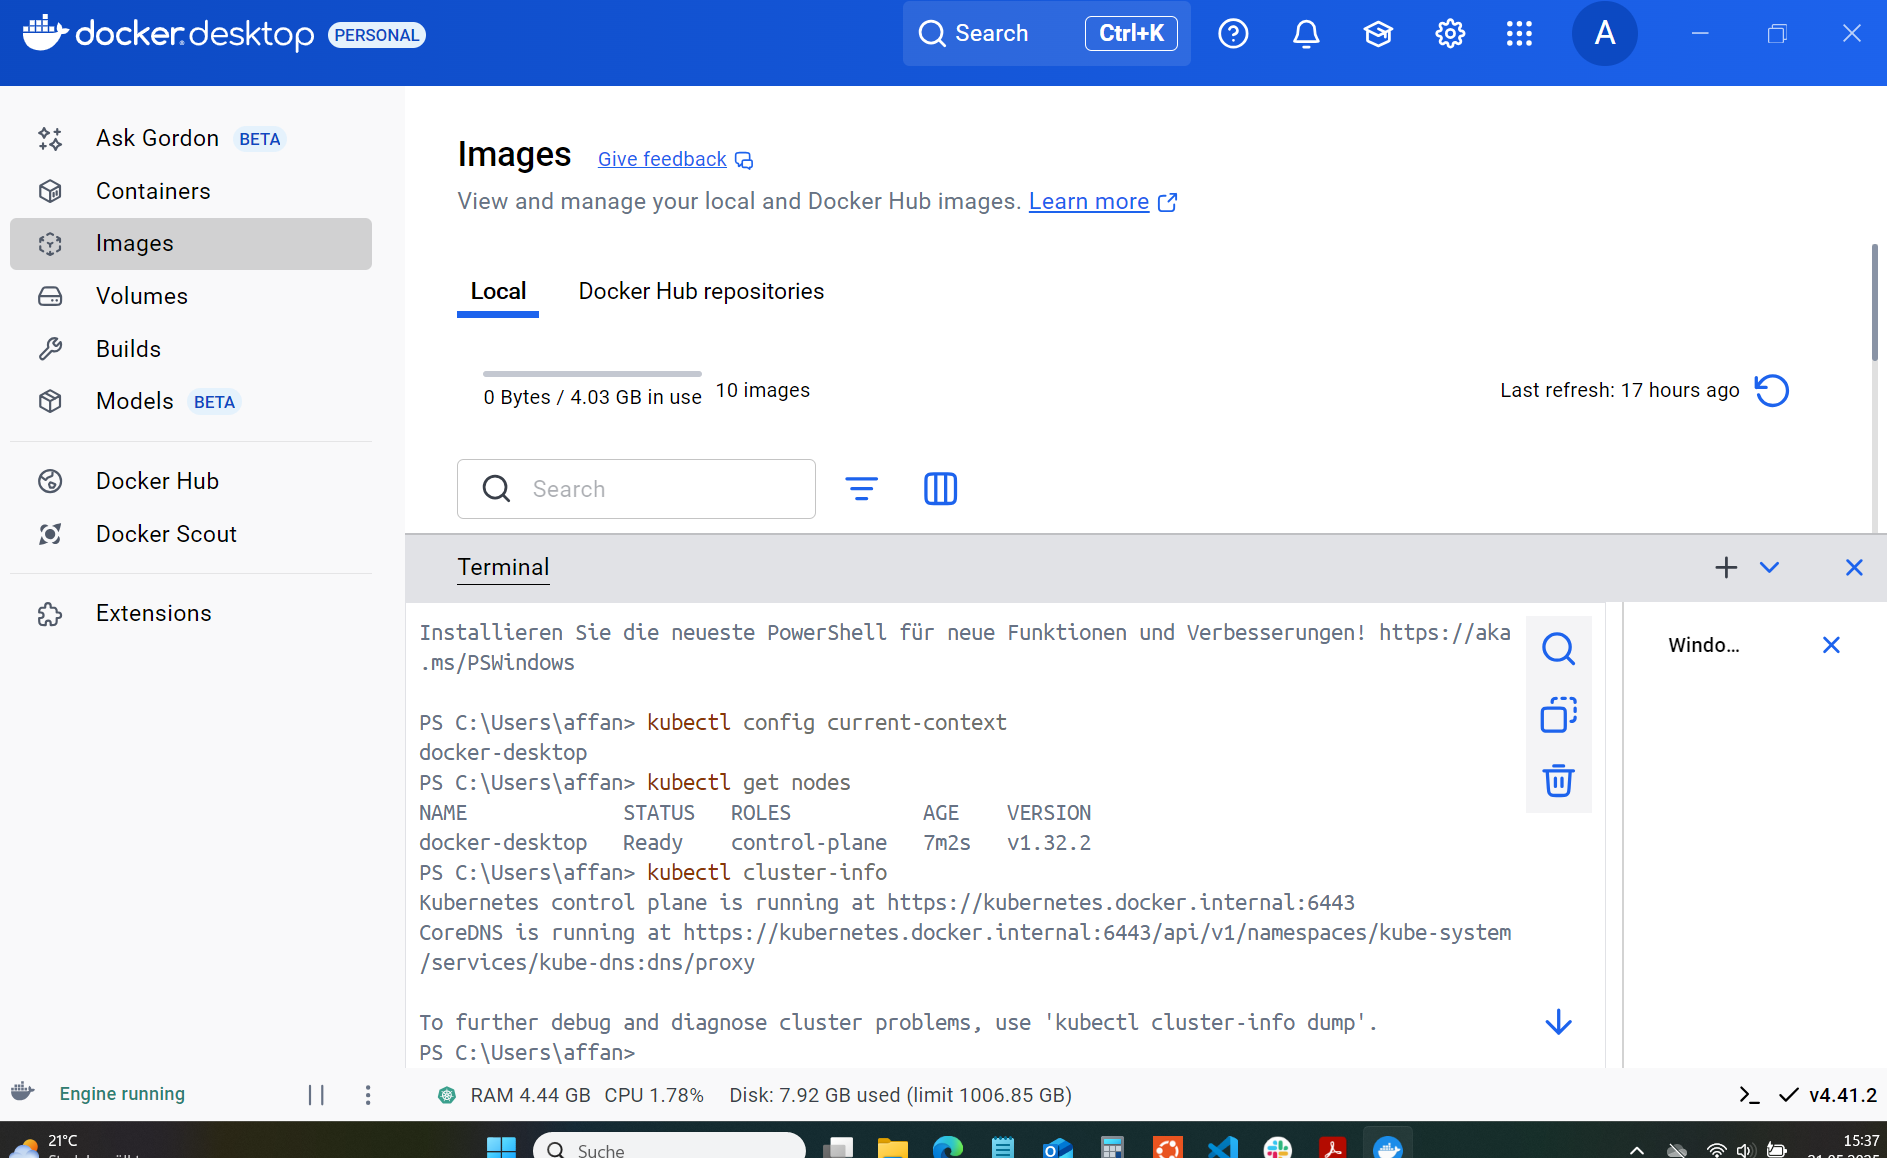 docker.desktop PERSONAL
Search Ctrl+K
A
Ask Gordon BETA
Containers
Images
Volumes
Builds
Models BETA
Docker Hub
Docker Scout
Extensions
Images Give feedback
View and manage your local and Docker Hub images. Learn more
Local Docker Hub repositories
0 Bytes / 4.03 GB in use 10 images
Last refresh: 17 hours ago
Search
Terminal
Installieren Sie die neueste PowerShell für neue Funktionen und Verbesserungen! https://aka
.ms/PSWindows
PS C:\Users\affan> kubectl config current-context
docker-desktop
PS C:\Users\affan> kubectl get nodes
NAME STATUS ROLES AGE VERSION
docker-desktop Ready control-plane 7m2s v1.32.2
PS C:\Users\affan> kubectl cluster-info
Kubernetes control plane is running at https://kubernetes.docker.internal:6443
CoreDNS is running at https://kubernetes.docker.internal:6443/api/v1/namespaces/kube-system
/services/kube-dns:dns/proxy
To further debug and diagnose cluster problems, use 'kubectl cluster-info dump'.
PS C:\Users\affan>
Windo...
Engine running
RAM 4.44 GB CPU 1.78% Disk: 7.92 GB used (limit 1006.85 GB)
v4.41.2
21°C
Suche
15:37